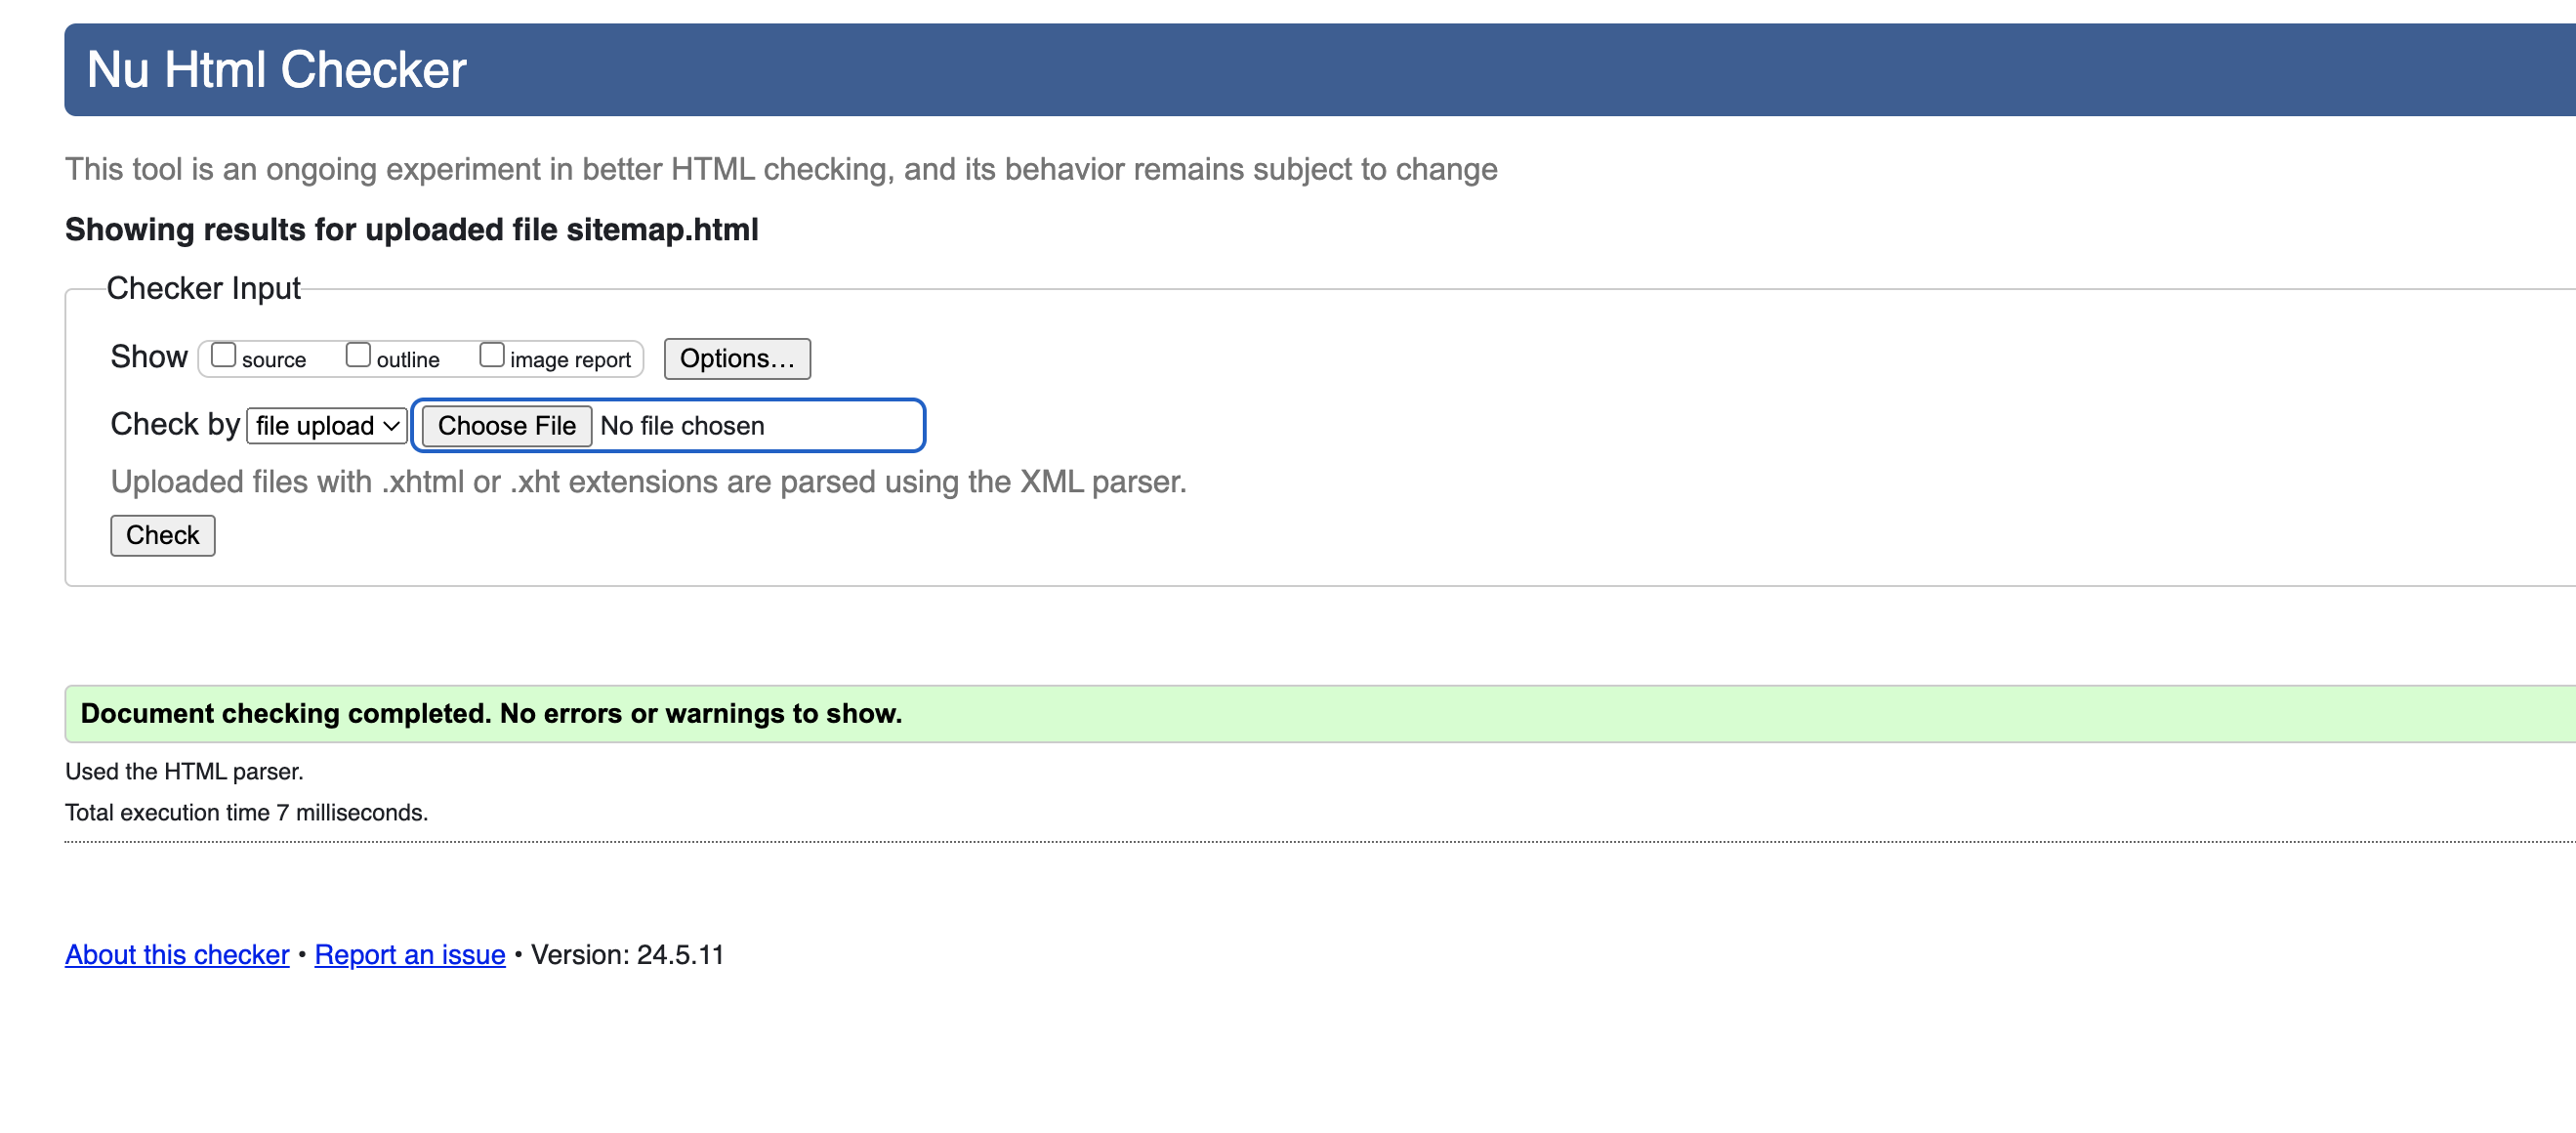 Nu Html Checker
This tool is an ongoing experiment in better HTML checking, and its behavior remains subject to change
Showing results for uploaded file sitemap.html
Checker Input
Show source outline image report Options…
Check by file upload Choose File No file chosen
Uploaded files with .xhtml or .xht extensions are parsed using the XML parser.
Check
Document checking completed. No errors or warnings to show.
Used the HTML parser.
Total execution time 7 milliseconds.
About this checker • Report an issue • Version: 24.5.11